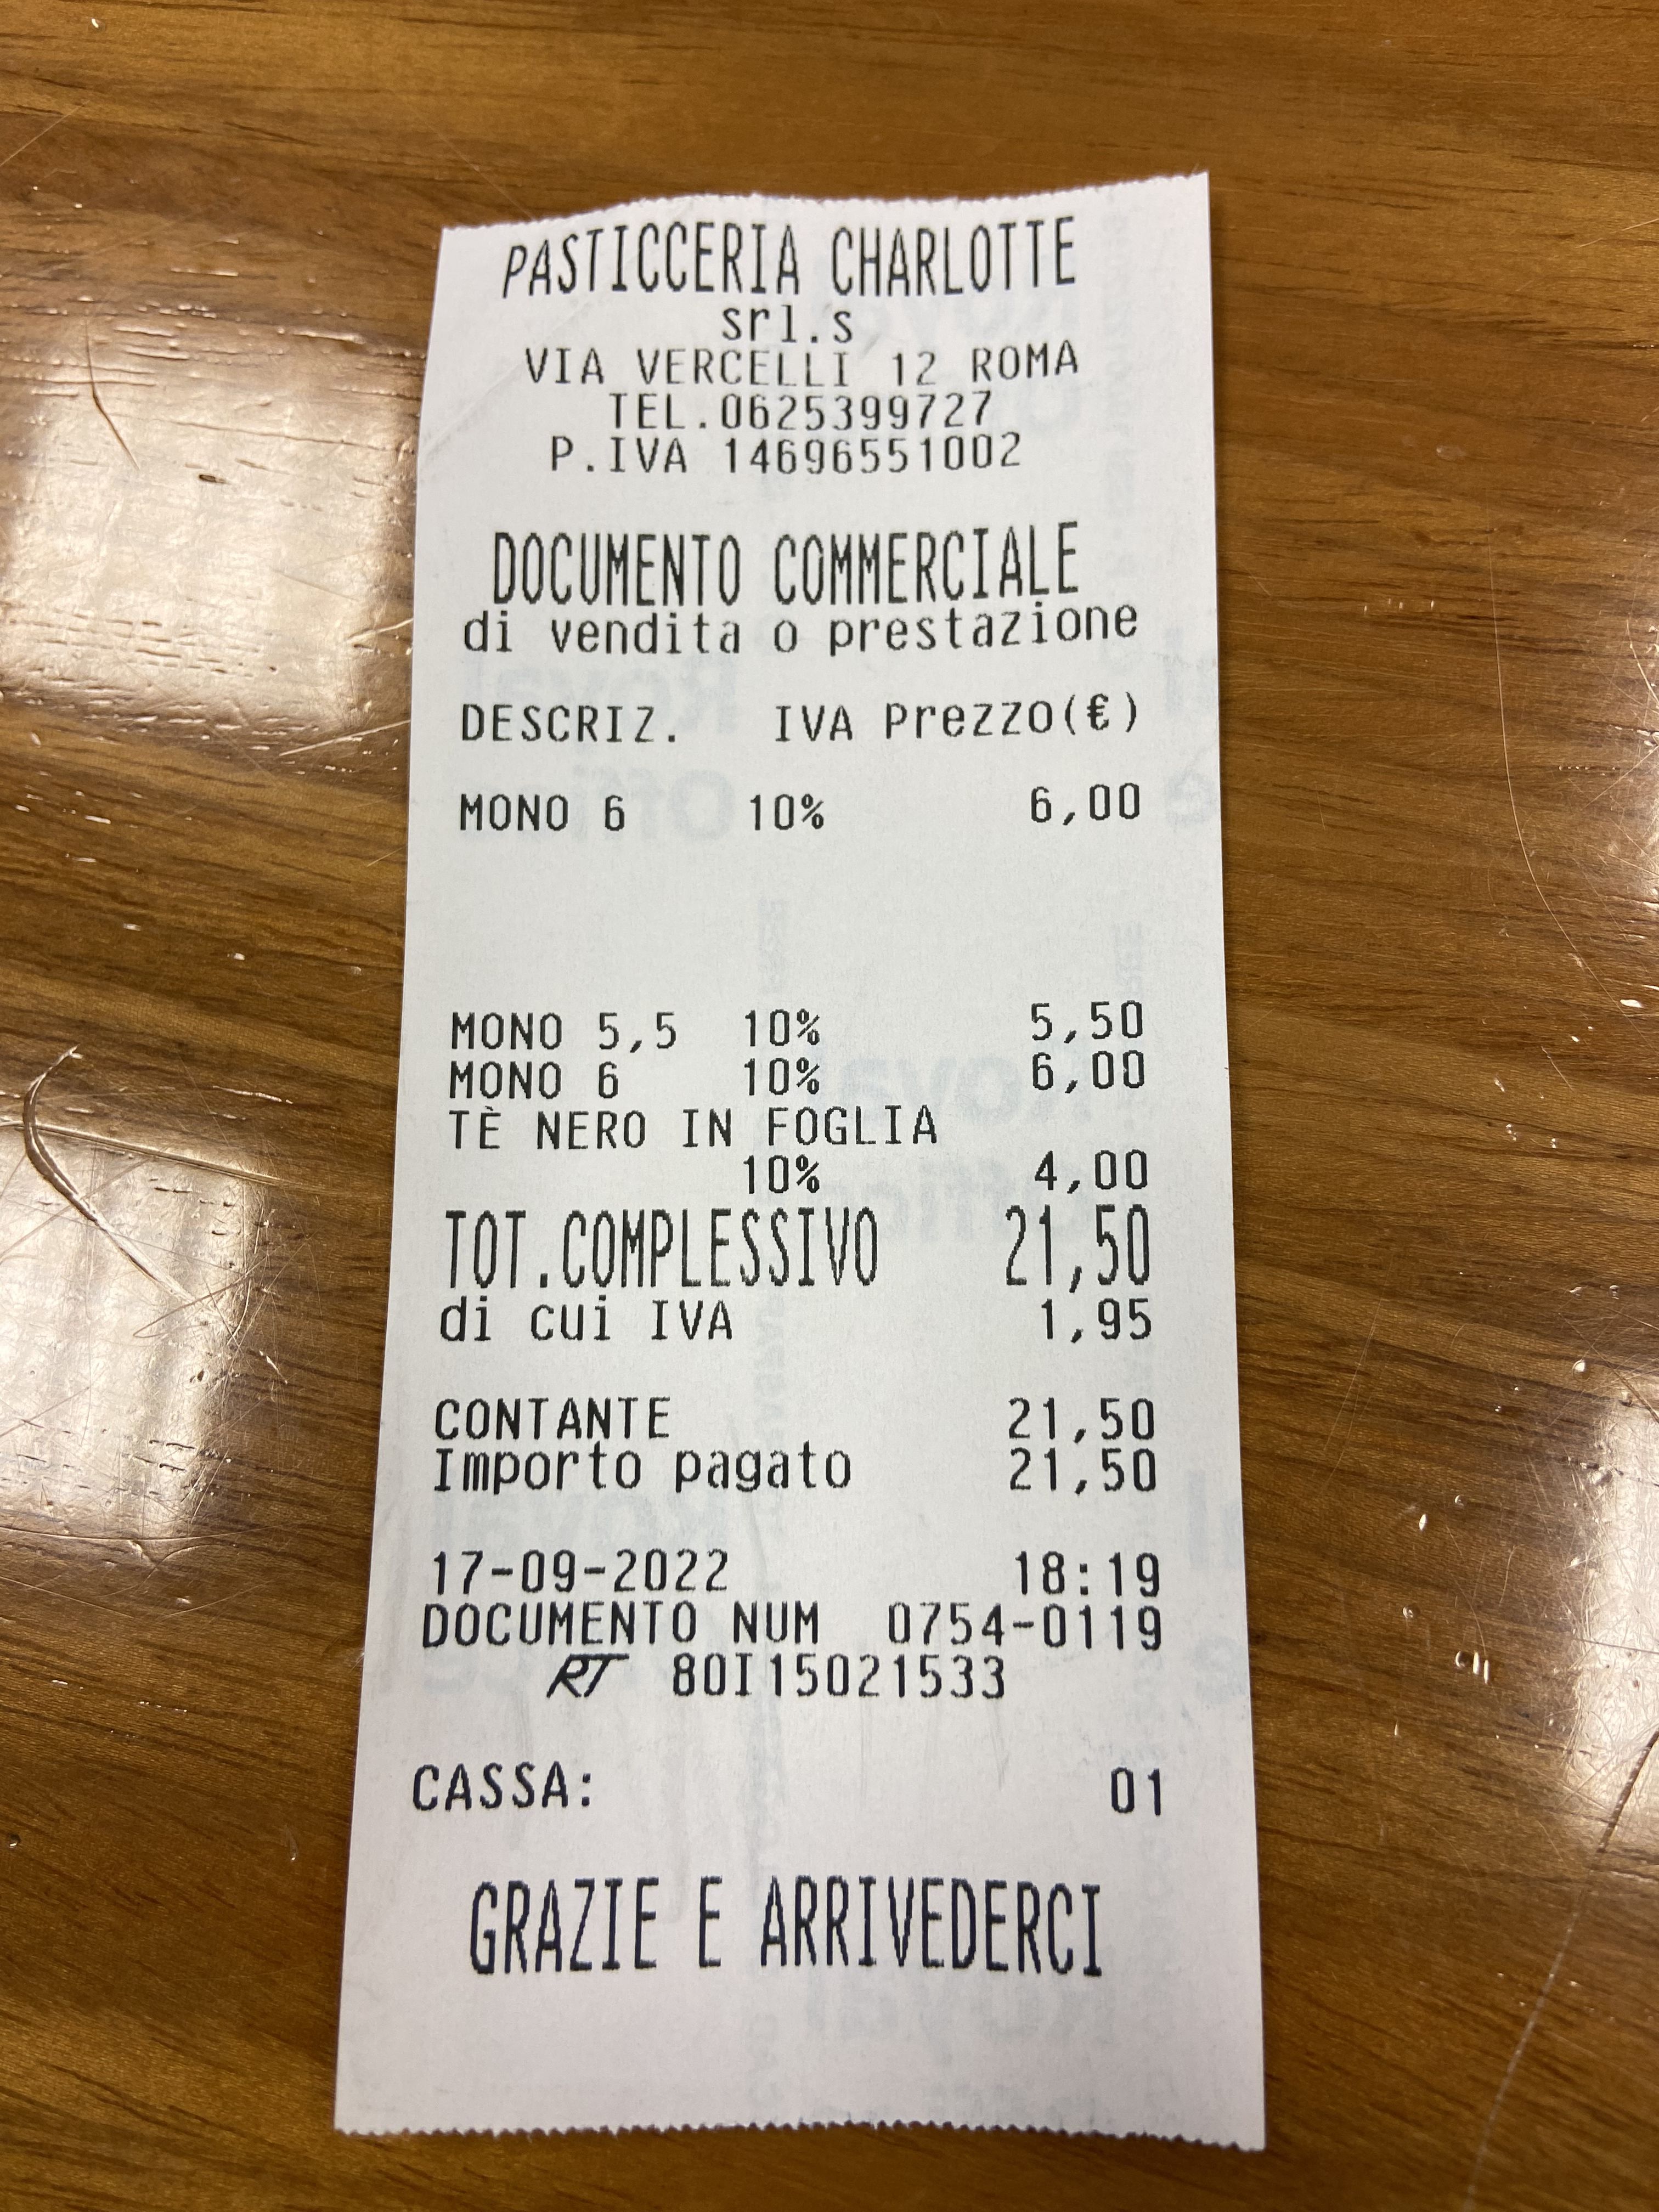 PASTICCERIA CHARLOTTE
srl.s
VIA VERCELLI 12 ROMA
TEL.0625399727
P.IVA 14696551002
DOCUMENTO COMMERCIALE
di vendita o prestazione
DESCRIZ. IVA Prezzo(€)
MONO 6 10% 6,00
MONO 5,5 10% 5,50
MONO 6 10% 6,00
TÈ NERO IN FOGLIA
10% 4,00
TOT.COMPLESSIVO 21,50
di cui IVA 1,95
CONTANTE 21,50
Importo pagato 21,50
17-09-2022 18:19
DOCUMENTO NUM 0754-0119
RT 80I15021533
CASSA: 01
GRAZIE E ARRIVEDERCI